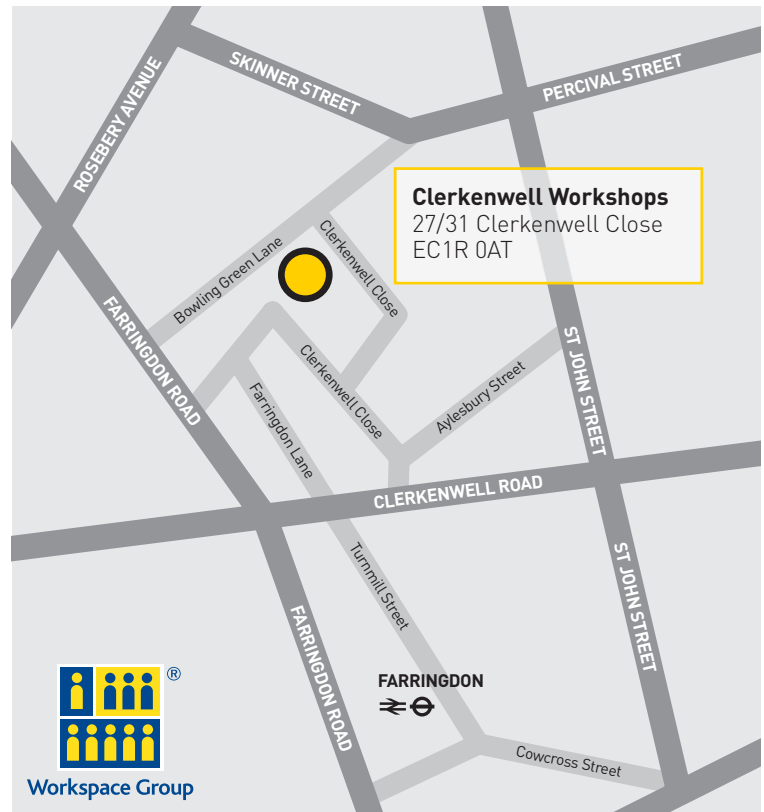 SKINNER STREET
PERCIVAL STREET
ROSEBERY AVENUE
Clerkenwell Workshops
27/31 Clerkenwell Close
EC1R 0AT
Clerkenwell Close
Bowling Green Lane
FARRINGDON ROAD
Clerkenwell Close
Aylesbury Street
ST JOHN STREET
Farringdon Lane
CLERKENWELL ROAD
Turnmill Street
ST JOHN STREET
FARRINGDON ROAD
FARRINGDON
®
Cowcross Street
Workspace Group